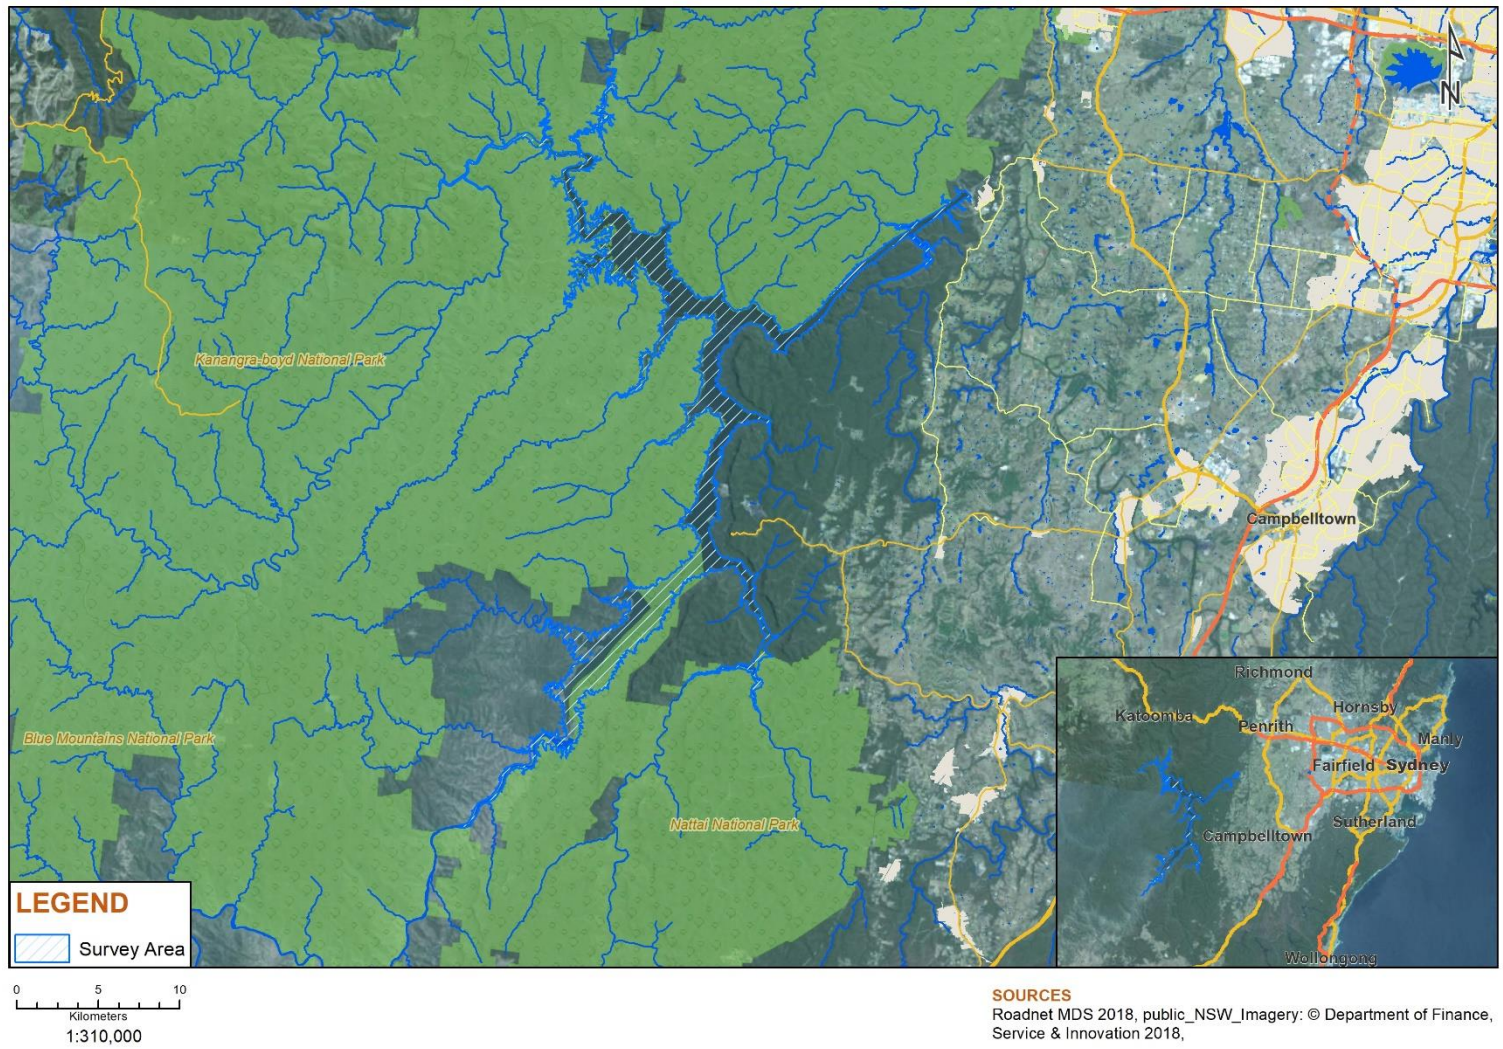 N
Kanangra-boyd National Park
Campbelltown
Blue Mountains National Park
Nattai National Park
Richmond
Katoomba
Hornsby
Penrith
Manly
Fairfield
Sydney
Sutherland
Campbelltown
Wollongong
LEGEND
Survey Area
0 5 10
Kilometers
1:310,000
SOURCES
Roadnet MDS 2018, public_NSW_Imagery: © Department of Finance,
Service & Innovation 2018,